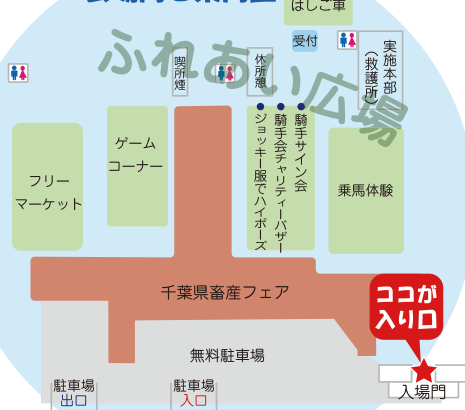 はしご車
受付
実施本部
（救護所）
喫煙所
休憩所
ふれあい広場
騎手サイン会
騎手会チャリティーバザー
ジョッキー服でハイポーズ
ゲーム
コーナー
フリー
マーケット
乗馬体験
千葉県畜産フェア
ココが
入り口
無料駐車場
駐車場
出口
駐車場
入口
入場門